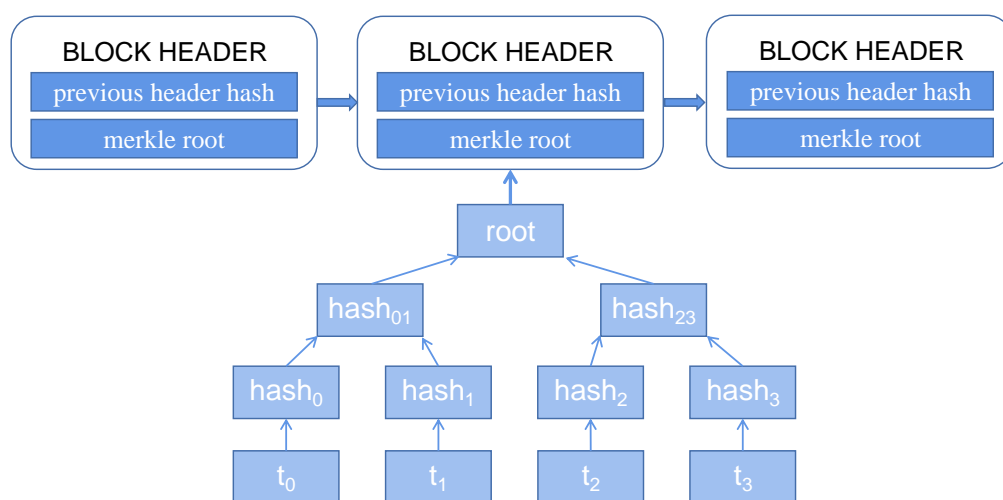 BLOCK HEADER
previous header hash
merkle root
BLOCK HEADER
previous header hash
merkle root
BLOCK HEADER
previous header hash
merkle root
root
hash₀₁
hash₂₃
hash₀
hash₁
hash₂
hash₃
t₀
t₁
t₂
t₃